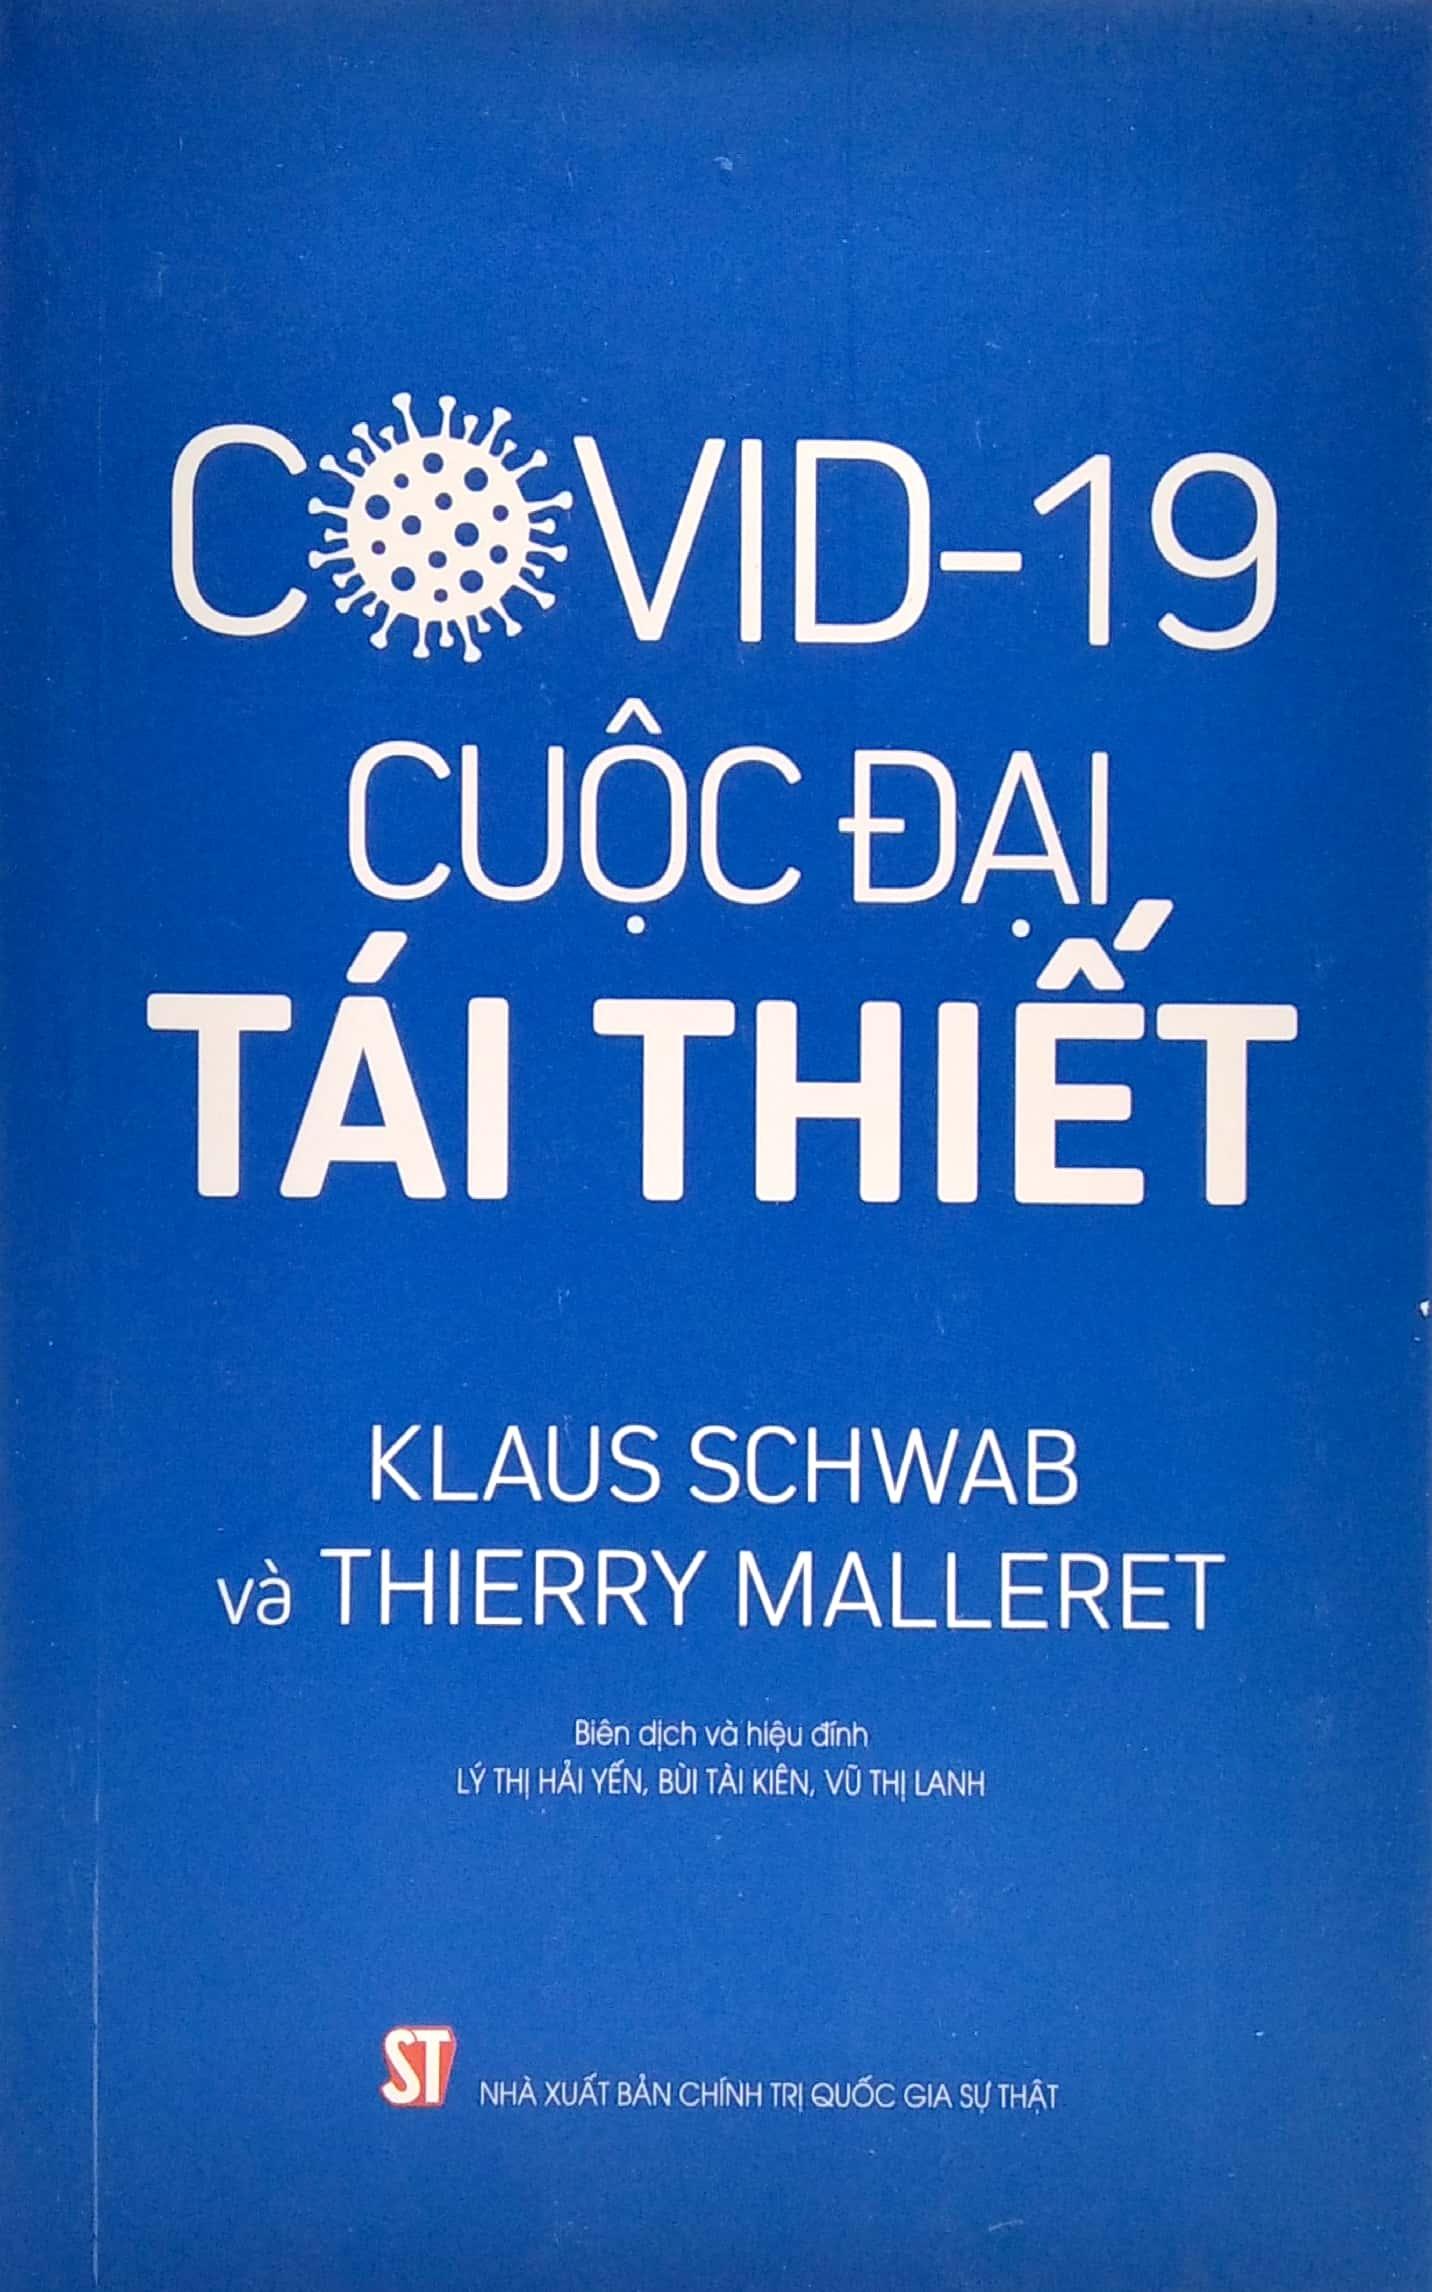 COVID-19
CUỘC ĐẠI
TÁI THIẾT
KLAUS SCHWAB
và THIERRY MALLERET
Biên dịch và hiệu đính
LÝ THỊ HẢI YẾN, BÙI TÀI KIÊN, VŨ THỊ LANH
ST NHÀ XUẤT BẢN CHÍNH TRỊ QUỐC GIA SỰ THẬT